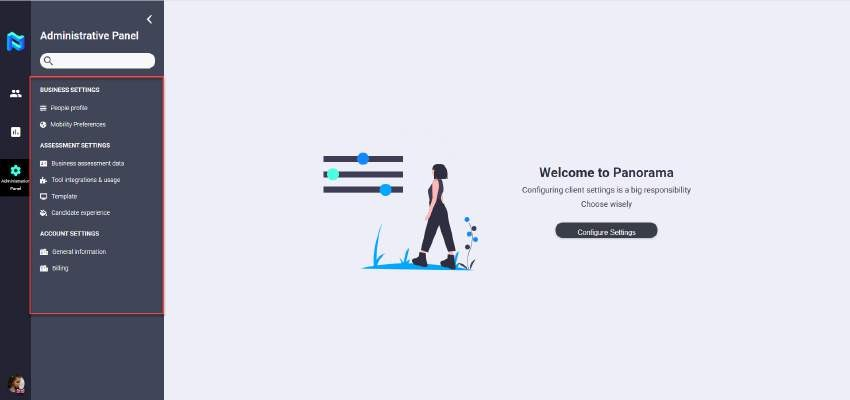 Administrative Panel
BUSINESS SETTINGS
People profile
Mobility Preferences
ASSESSMENT SETTINGS
Business assessment data
Tool integrations & usage
Template
Candidate experience
ACCOUNT SETTINGS
General information
Billing
Administration
Panel
Welcome to Panorama
Configuring client settings is a big responsibility
Choose wisely
Configure Settings